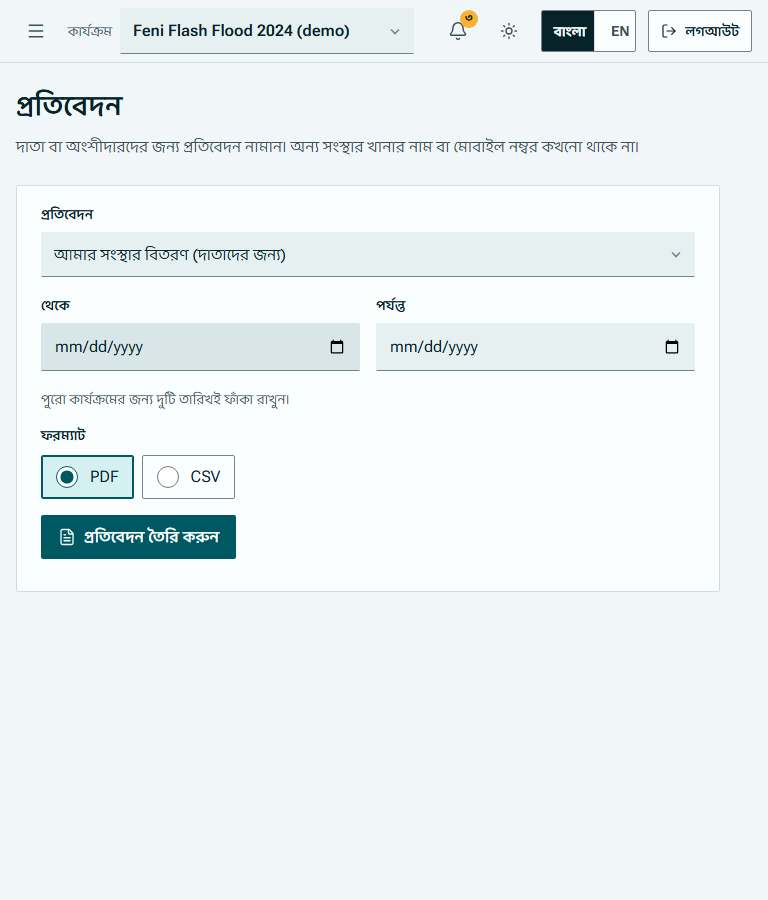 কার্যক্রম
Feni Flash Flood 2024 (demo)
৩
বাংলা
EN
লগআউট
প্রতিবেদন
দাতা বা অংশীদারদের জন্য প্রতিবেদন নামান। অন্য সংস্থার খানার নাম বা মোবাইল নম্বর কখনো থাকে না।
প্রতিবেদন
আমার সংস্থার বিতরণ (দাতাদের জন্য)
থেকে
পর্যন্ত
mm/dd/yyyy
mm/dd/yyyy
পুরো কার্যক্রমের জন্য দুটি তারিখই ফাঁকা রাখুন।
ফরম্যাট
PDF
CSV
প্রতিবেদন তৈরি করুন